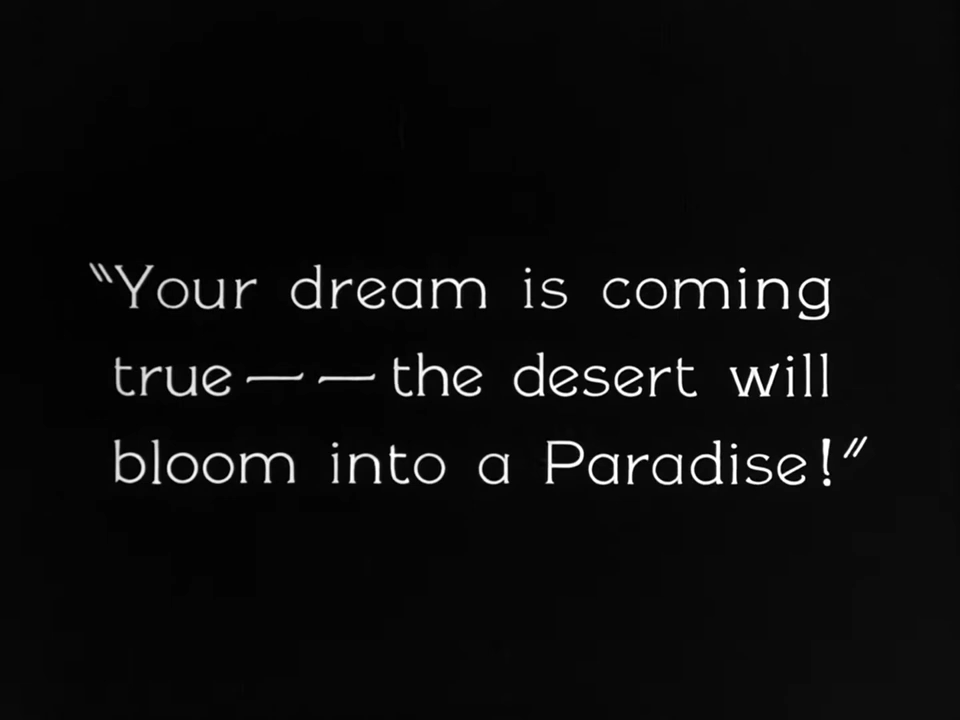 "Your dream is coming
true — — the desert will
bloom into a Paradise!"